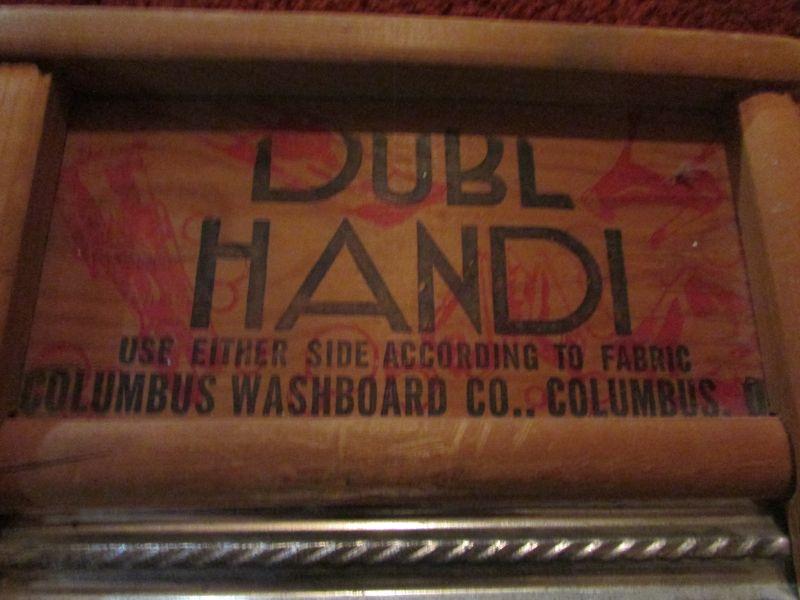 DUBL
HANDI
USE EITHER SIDE ACCORDING TO FABRIC
COLUMBUS WASHBOARD CO., COLUMBUS, O.